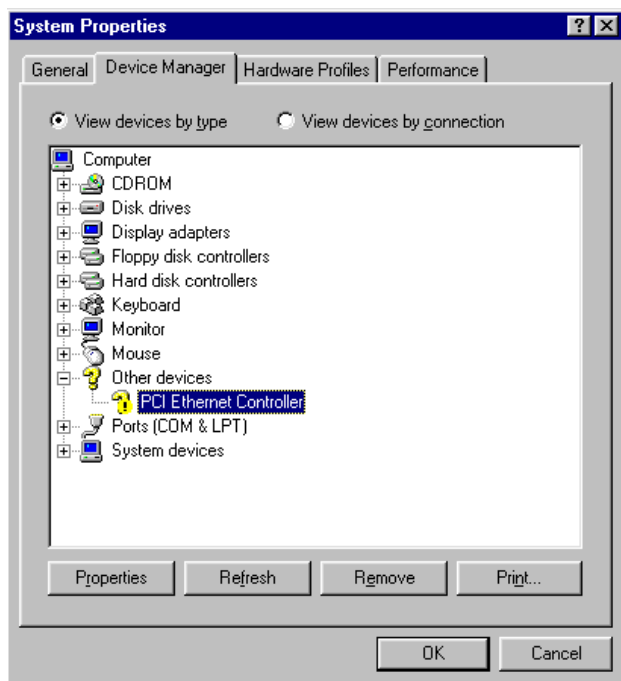 System Properties
General Device Manager Hardware Profiles Performance
View devices by type View devices by connection
Computer
CDROM
Disk drives
Display adapters
Floppy disk controllers
Hard disk controllers
Keyboard
Monitor
Mouse
Other devices
PCI Ethernet Controller
Ports (COM & LPT)
System devices
Properties Refresh Remove Print...
OK Cancel